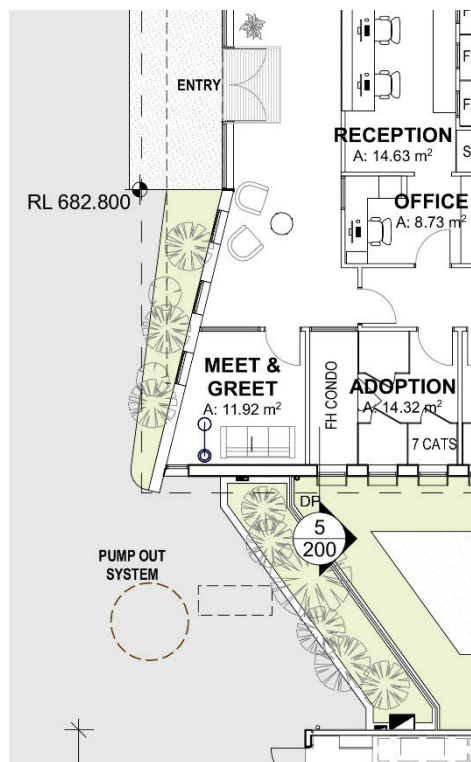 F
F
F
S
ENTRY
RECEPTION
A: 14.63 m²
RL 682.800
OFFICE
A: 8.73 m²
MEET &
GREET
A: 11.92 m²
FH CONDO
ADOPTION
A: 14.32 m²
7 CATS
DP
5
200
PUMP OUT
SYSTEM